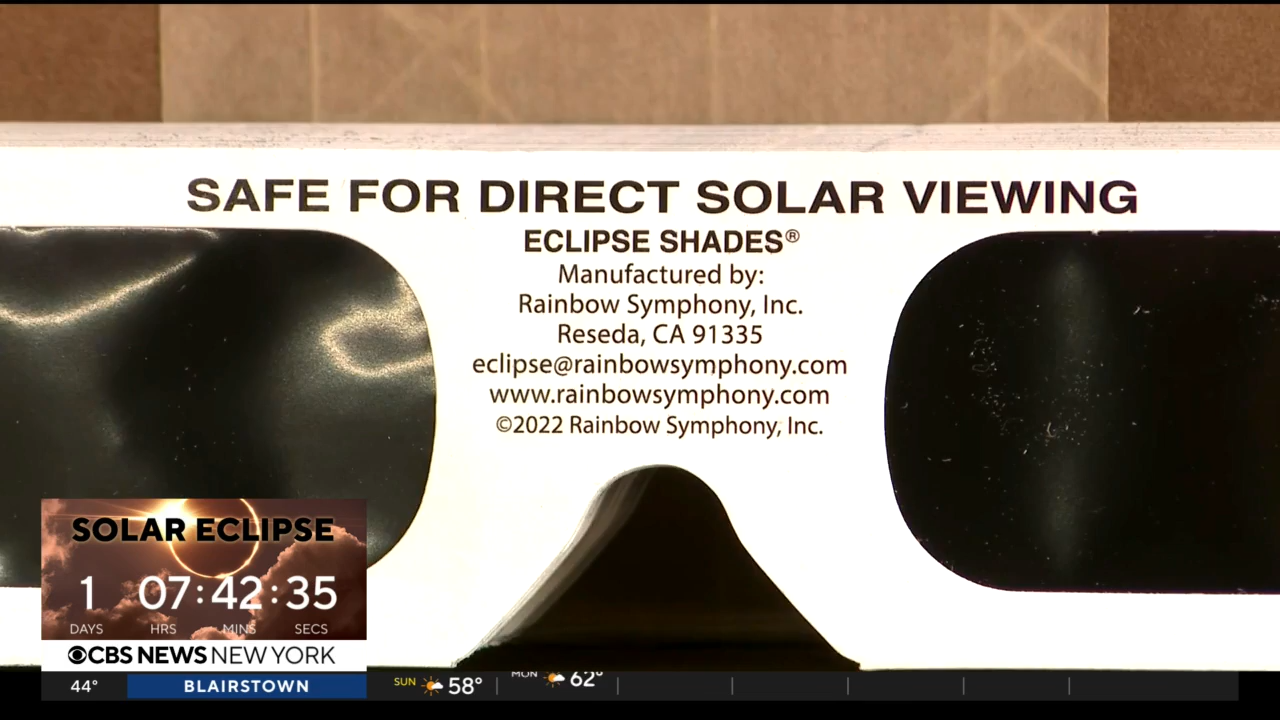 SAFE FOR DIRECT SOLAR VIEWING
ECLIPSE SHADES®
Manufactured by:
Rainbow Symphony, Inc.
Reseda, CA 91335
eclipse@rainbowsymphony.com
www.rainbowsymphony.com
©2022 Rainbow Symphony, Inc.
SOLAR ECLIPSE
1 07:42:35
DAYS HRS MINS SECS
CBS NEWS NEW YORK
44° BLAIRSTOWN SUN 58° MON 62°